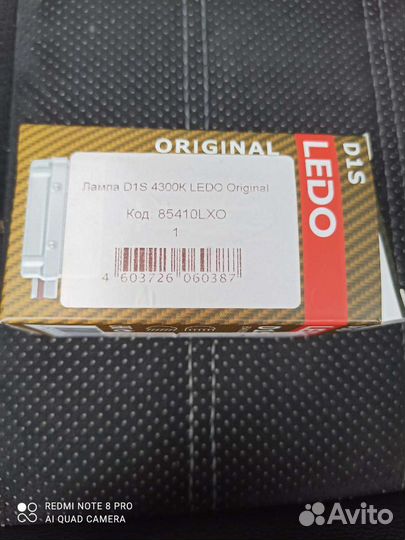 ORIGINAL
LEDO
D1S
Лампа D1S 4300K LEDO Original
Код: 85410LXO
1
4 603726 060387
REDMI NOTE 8 PRO
AI QUAD CAMERA
Avito